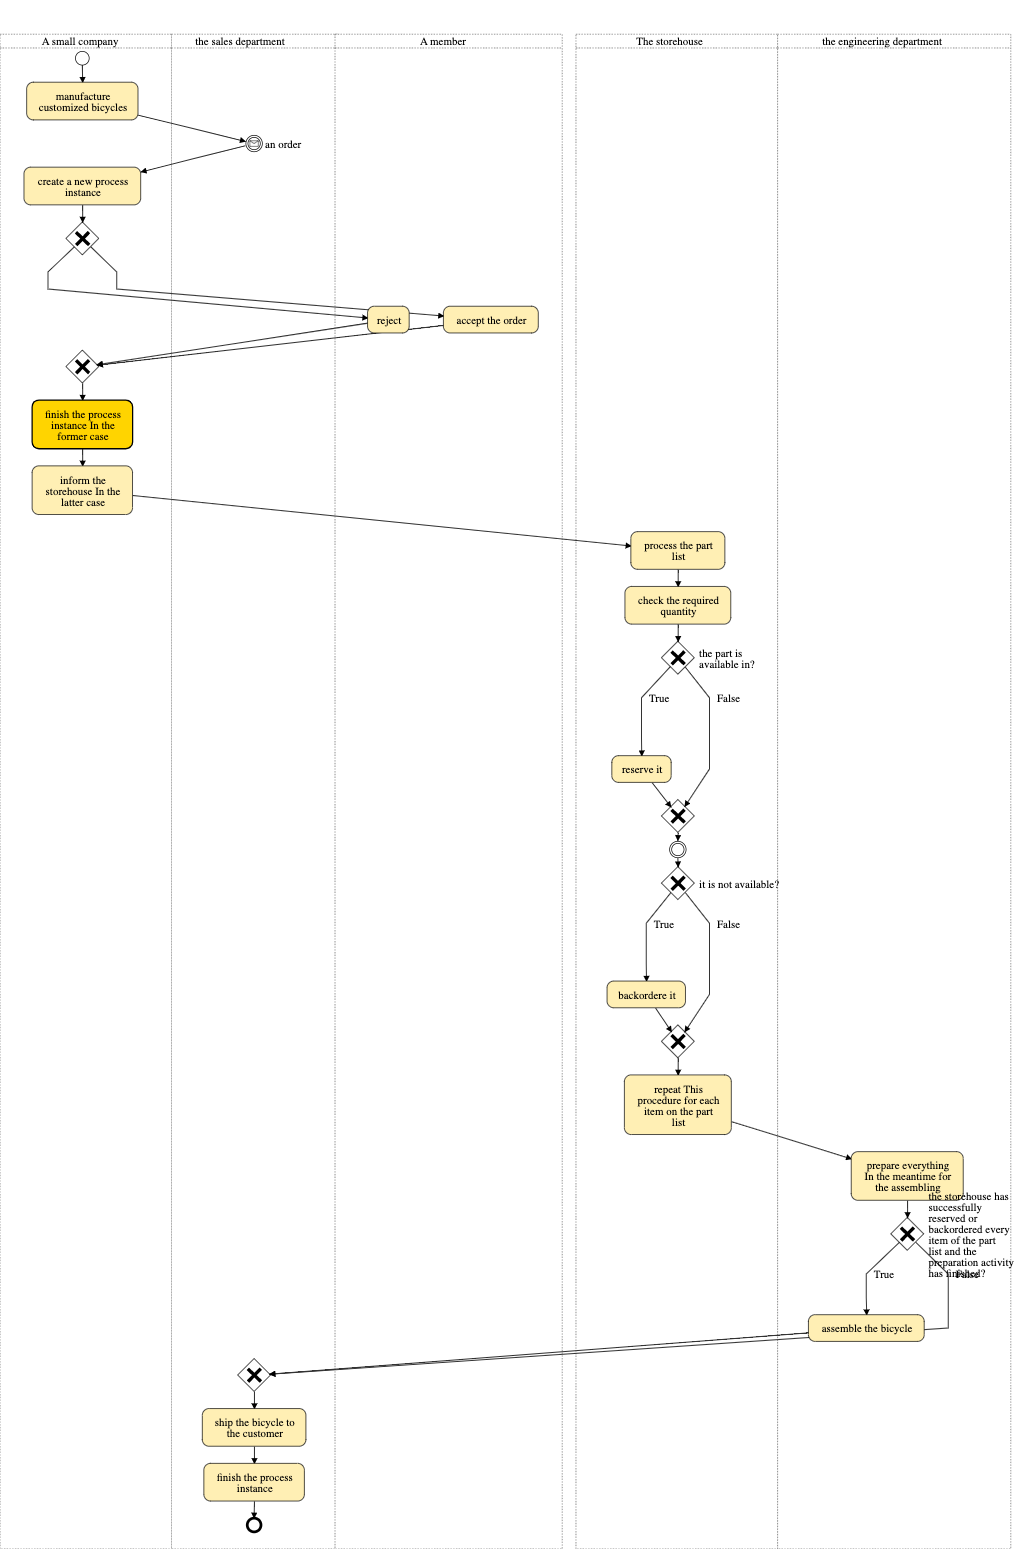 A small company
the sales department
A member
The storehouse
the engineering department
manufacture
customized bicycles
an order
create a new process
instance
reject
accept the order
finish the process
instance In the
former case
inform the
storehouse In the
latter case
process the part
list
check the required
quantity
the part is
available in?
True
False
reserve it
it is not available?
True
False
backordere it
repeat This
procedure for each
item on the part
list
prepare everything
In the meantime for
the assembling
the storehouse has
successfully
reserved or
backordered every
item of the part
list and the
preparation activity
has finished?
True
False
assemble the bicycle
ship the bicycle to
the customer
finish the process
instance